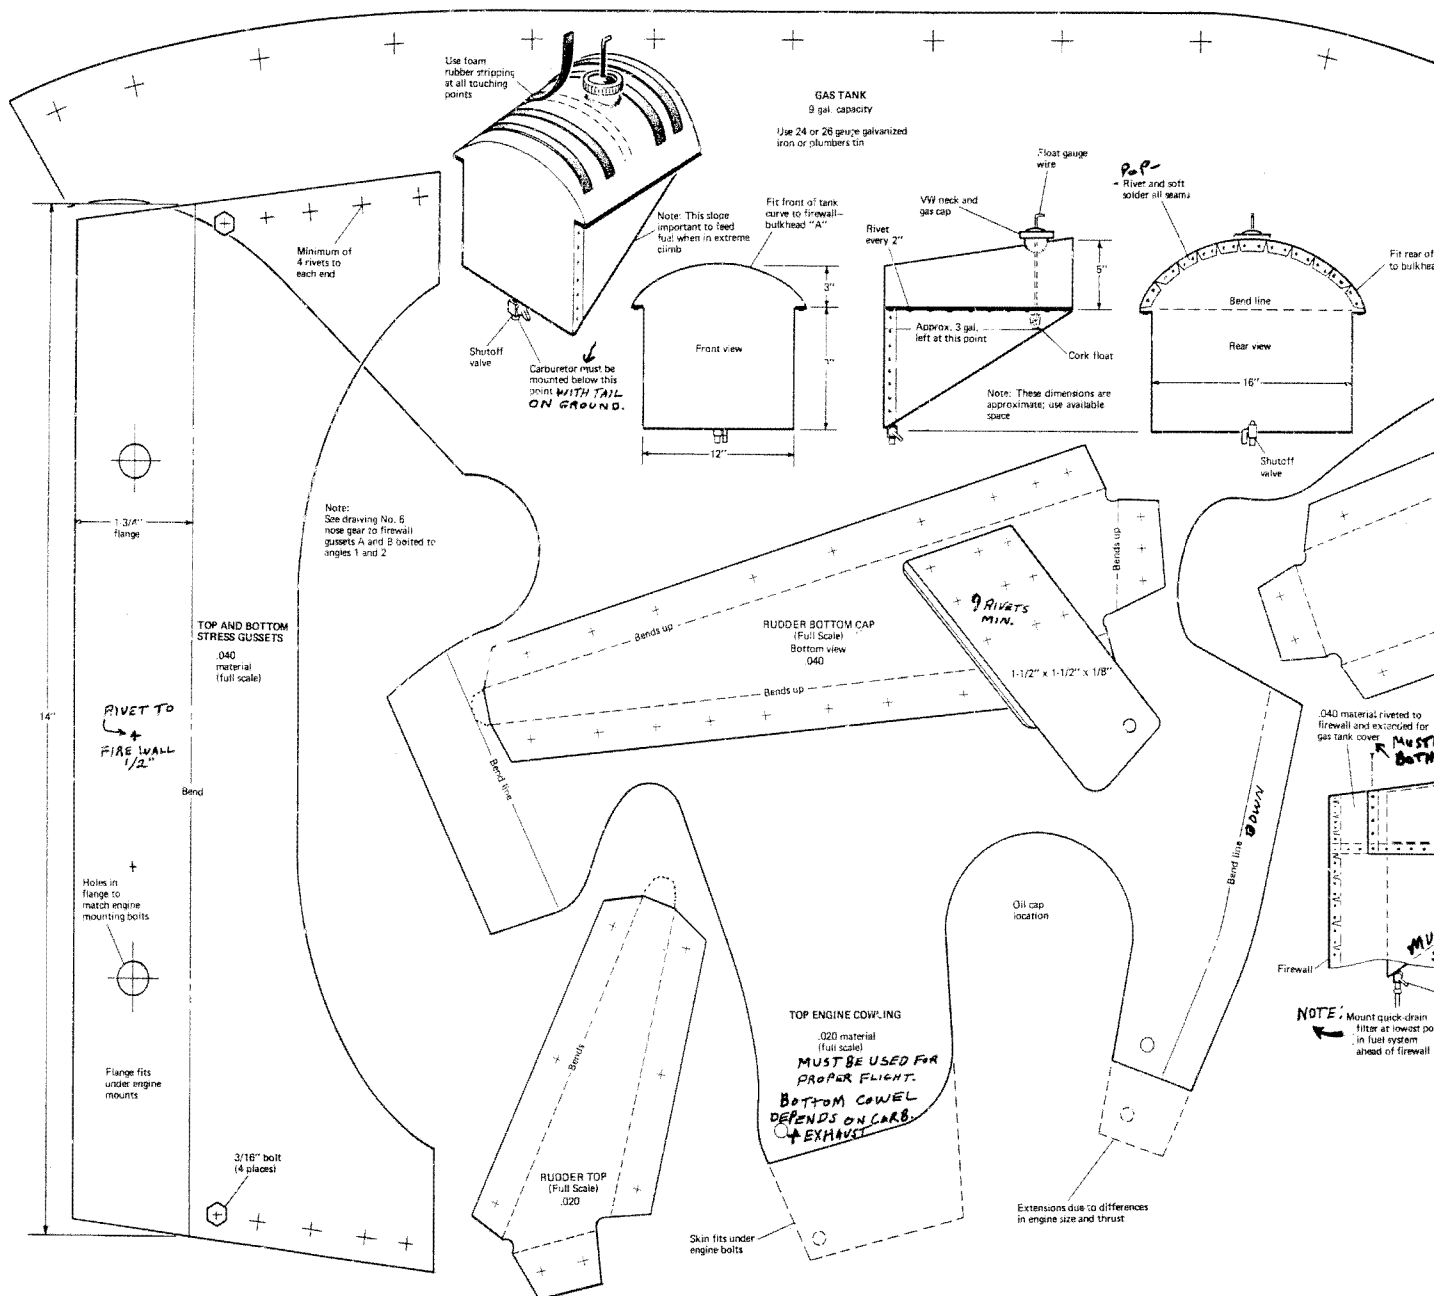 Use foam
rubber stripping
at all touching
points
GAS TANK
9 gal. capacity
Use 24 or 26 gauge galvanized
iron or plumbers tin
Note: This slope
important to feed
fuel when in extreme
climb
Fit front of tank
curve to firewall—
bulkhead "A"
Shutoff
valve
Carburetor must be
mounted below this
point WITH TAIL
ON GROUND.
Front view
3"
12"
Rivet
every 2"
VW neck and
gas cap
Float gauge
wire
5"
Approx. 3 gal.
left at this point
Cork float
Note: These dimensions are
approximate; use available
space
POP-
Rivet and soft
solder all seams
Fit rear of
to bulkhea
Bend line
Rear view
16"
Shutoff
valve
Minimum of
4 rivets to
each end
1-3/4"
flange
Note:
See drawing No. 6
nose gear to firewall
gussets A and B bolted to
angles 1 and 2
TOP AND BOTTOM
STRESS GUSSETS
.040
material
(full scale)
14"
RIVET TO
FIRE WALL
1/2"
Bend
Holes in
flange to
match engine
mounting bolts
Flange fits
under engine
mounts
3/16" bolt
(4 places)
Bends up
Bends up
Bends up
RUDDER BOTTOM CAP
(Full Scale)
Bottom view
.040
9 RIVETS
MIN.
1-1/2" x 1-1/2" x 1/8"
Bend line
Bend line
DOWN
Oil cap
location
.040 material riveted to
firewall and extended for
gas tank cover
MUST
BOTH
Firewall
MU
NOTE: Mount quick-drain
filter at lowest po
in fuel system
ahead of firewall
TOP ENGINE COWLING
.020 material
(full scale)
MUST BE USED FOR
PROPER FLIGHT.
BOTTOM COWEL
DEPENDS ON CARB.
+ EXHAUST
Bends
RUDDER TOP
(Full Scale)
.020
Skin fits under
engine bolts
Extensions due to differences
in engine size and thrust